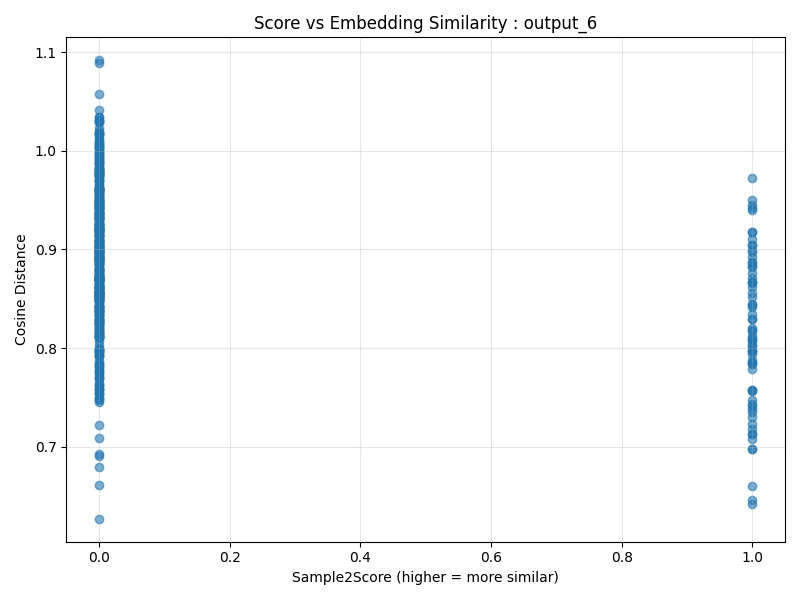 Score vs Embedding Similarity : output_6
1.1
1.0
0.9
0.8
0.7
Cosine Distance
0.0 0.2 0.4 0.6 0.8 1.0
Sample2Score (higher = more similar)